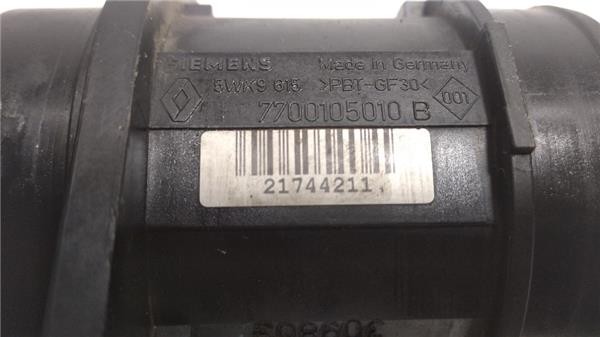 SIEMENS Made in Germany
5WK9 615 >PBT-GF30< 001
7700105010 B
21744211